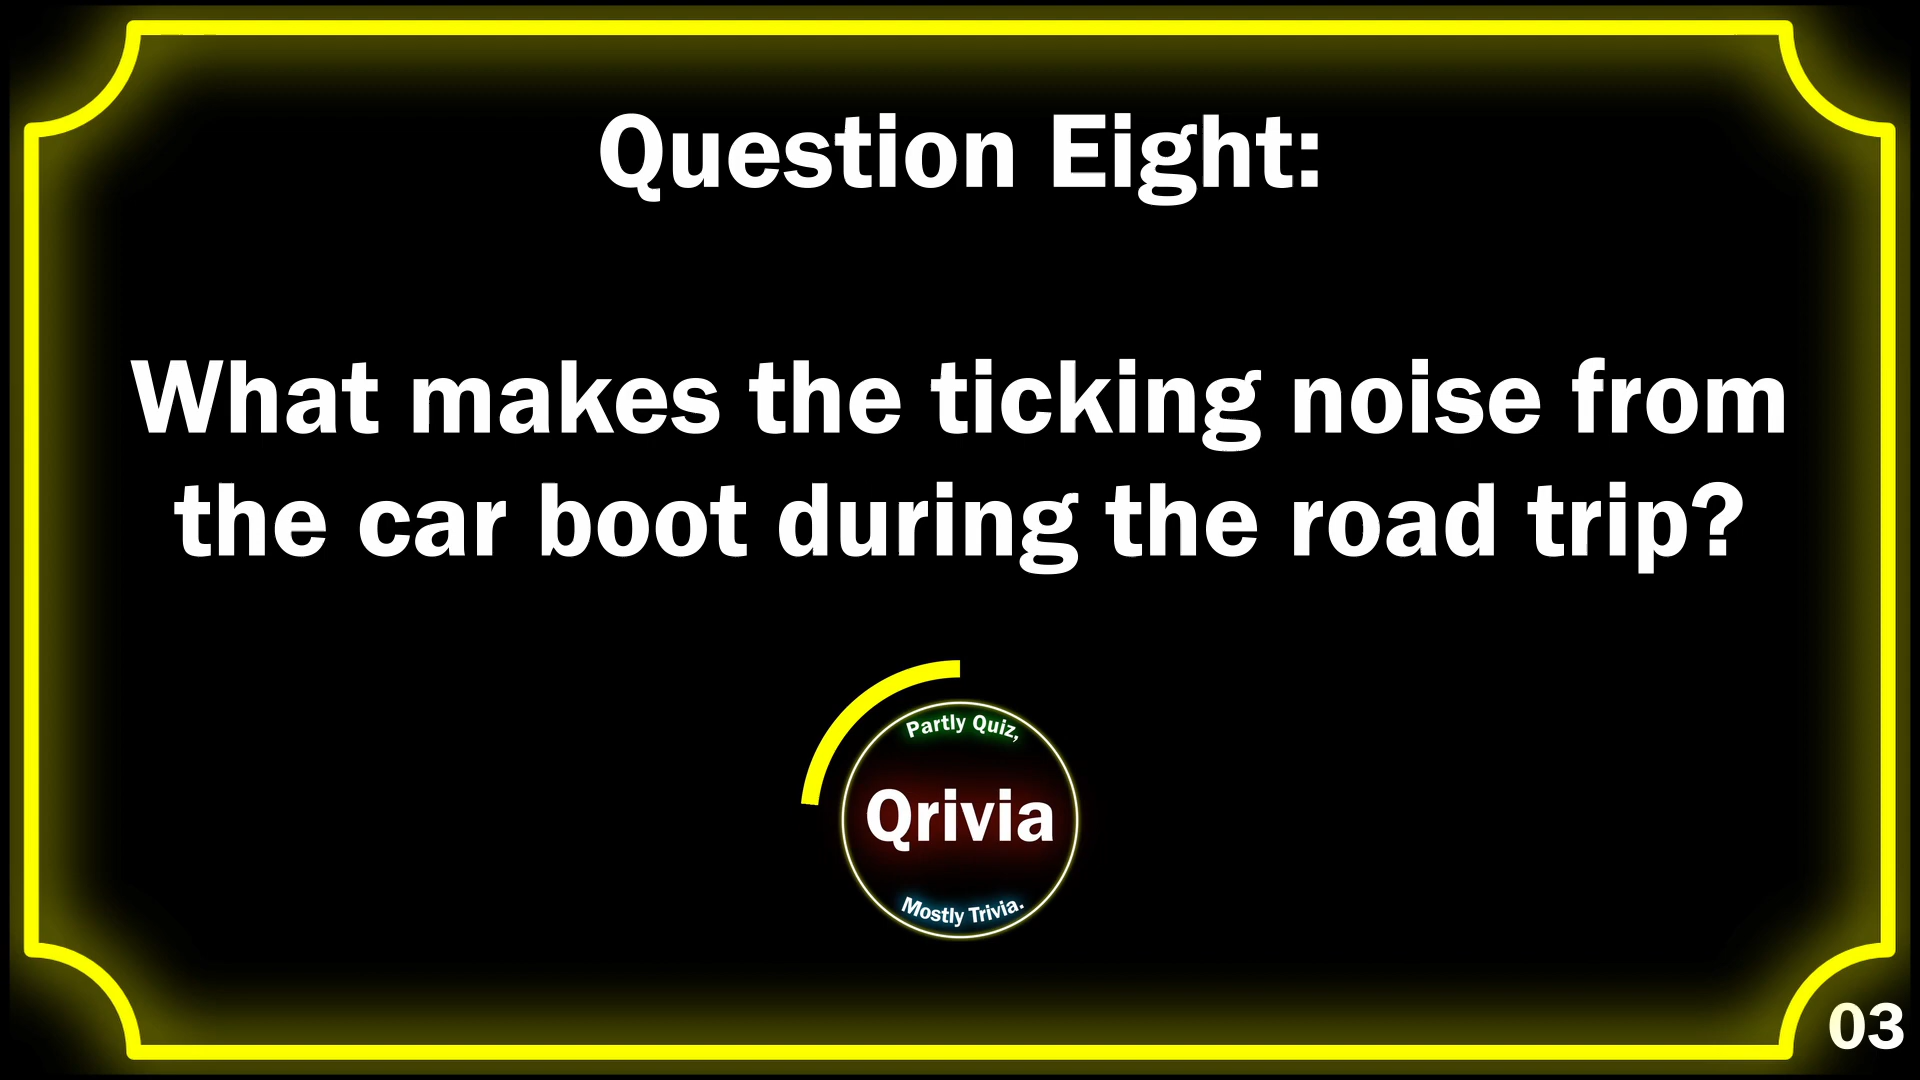 Question Eight:
What makes the ticking noise from
the car boot during the road trip?
Partly Quiz,
Qrivia
Mostly Trivia.
03